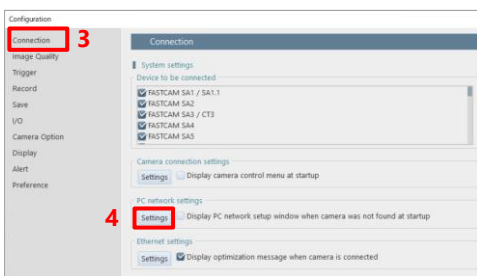 Configuration
Connection
3
Image Quality
Trigger
Record
Save
I/O
Camera Option
Display
Alert
Preference
Connection
System settings
Device to be connected
FASTCAM SA1 / SA1.1
FASTCAM SA2
FASTCAM SA3 / CT3
FASTCAM SA4
FASTCAM SA5
Camera connection settings
Settings Display camera control menu at startup
PC network settings
4 Settings Display PC network setup window when camera was not found at startup
Ethernet settings
Settings Display optimization message when camera is connected